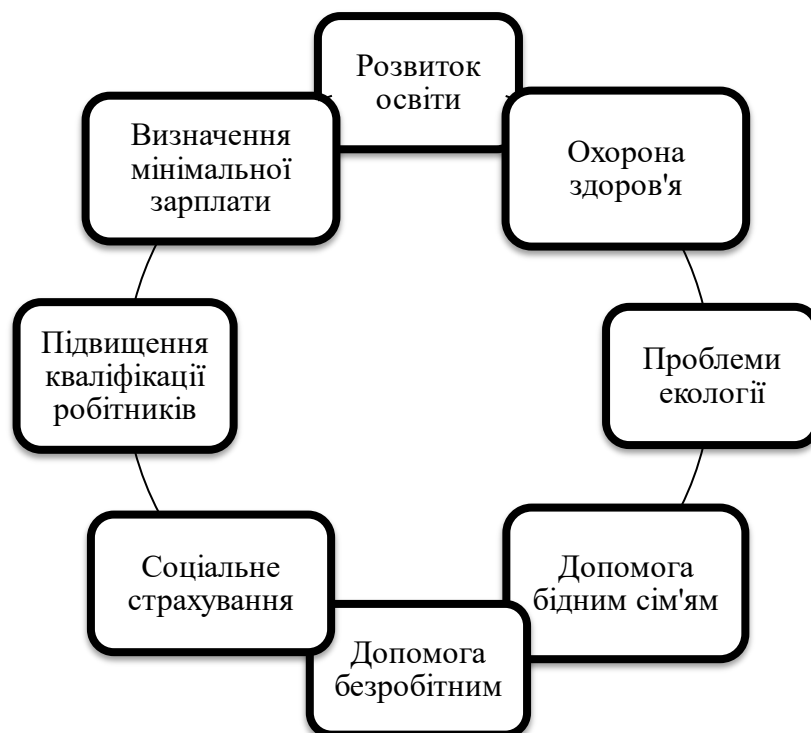 Розвиток
освіти
Охорона
здоров'я
Проблеми
екології
Допомога
бідним сім'ям
Допомога
безробітним
Соціальне
страхування
Підвищення
кваліфікації
робітників
Визначення
мінімальної
зарплати